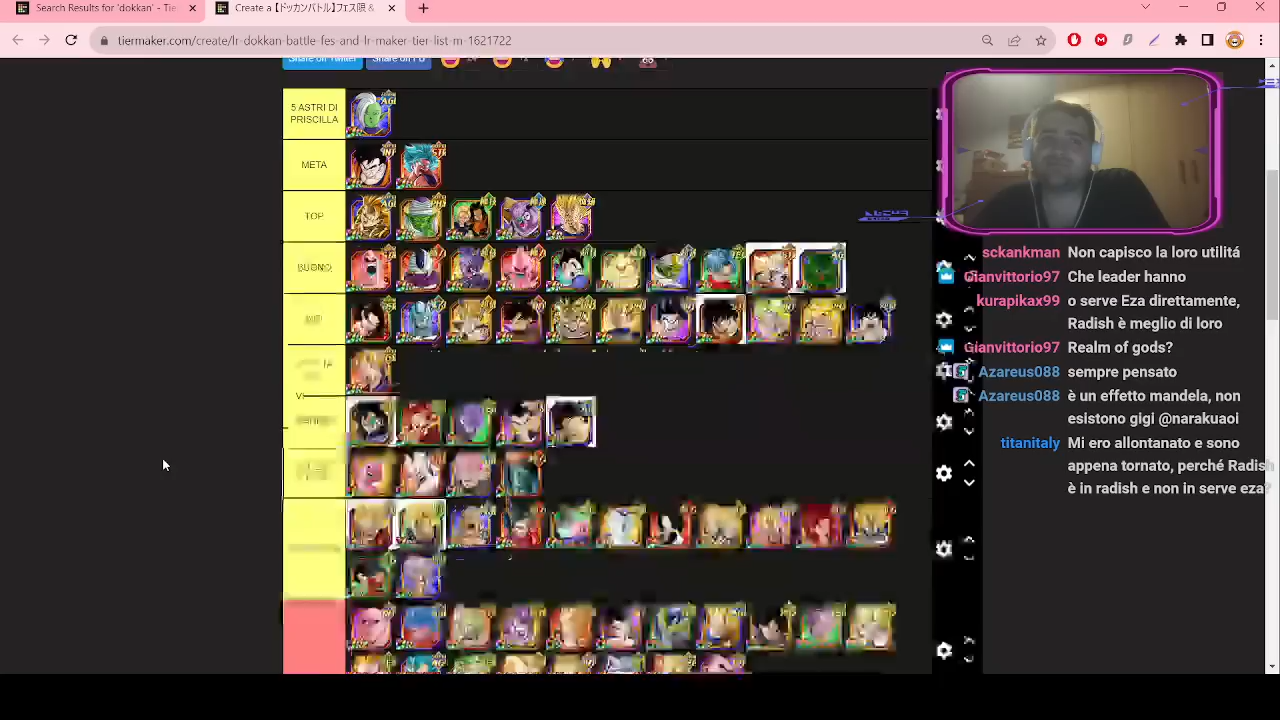 Search Results for 'dokkan' - Tie
Create a 【ドッカンバトル】フェス限 &
tiermaker.com/create/lr-dokkan-battle-fes-and-lr-maker-tier-list-m-1621722
Share on Twitter
Share on FB
5 ASTRI DI
PRISCILLA
META
TOP
BUONO
sckankman Non capisco la loro utilitá
Gianvittorio97 Che leader hanno
kurapikax99 o serve Eza direttamente,
Radish è meglio di loro
Gianvittorio97 Realm of gods?
Azareus088 sempre pensato
Azareus088 è un effetto mandela, non
esistono gigi @narakuaoi
titanitaly Mi ero allontanato e sono
appena tornato, perché Radish
è in radish e non in serve eza?